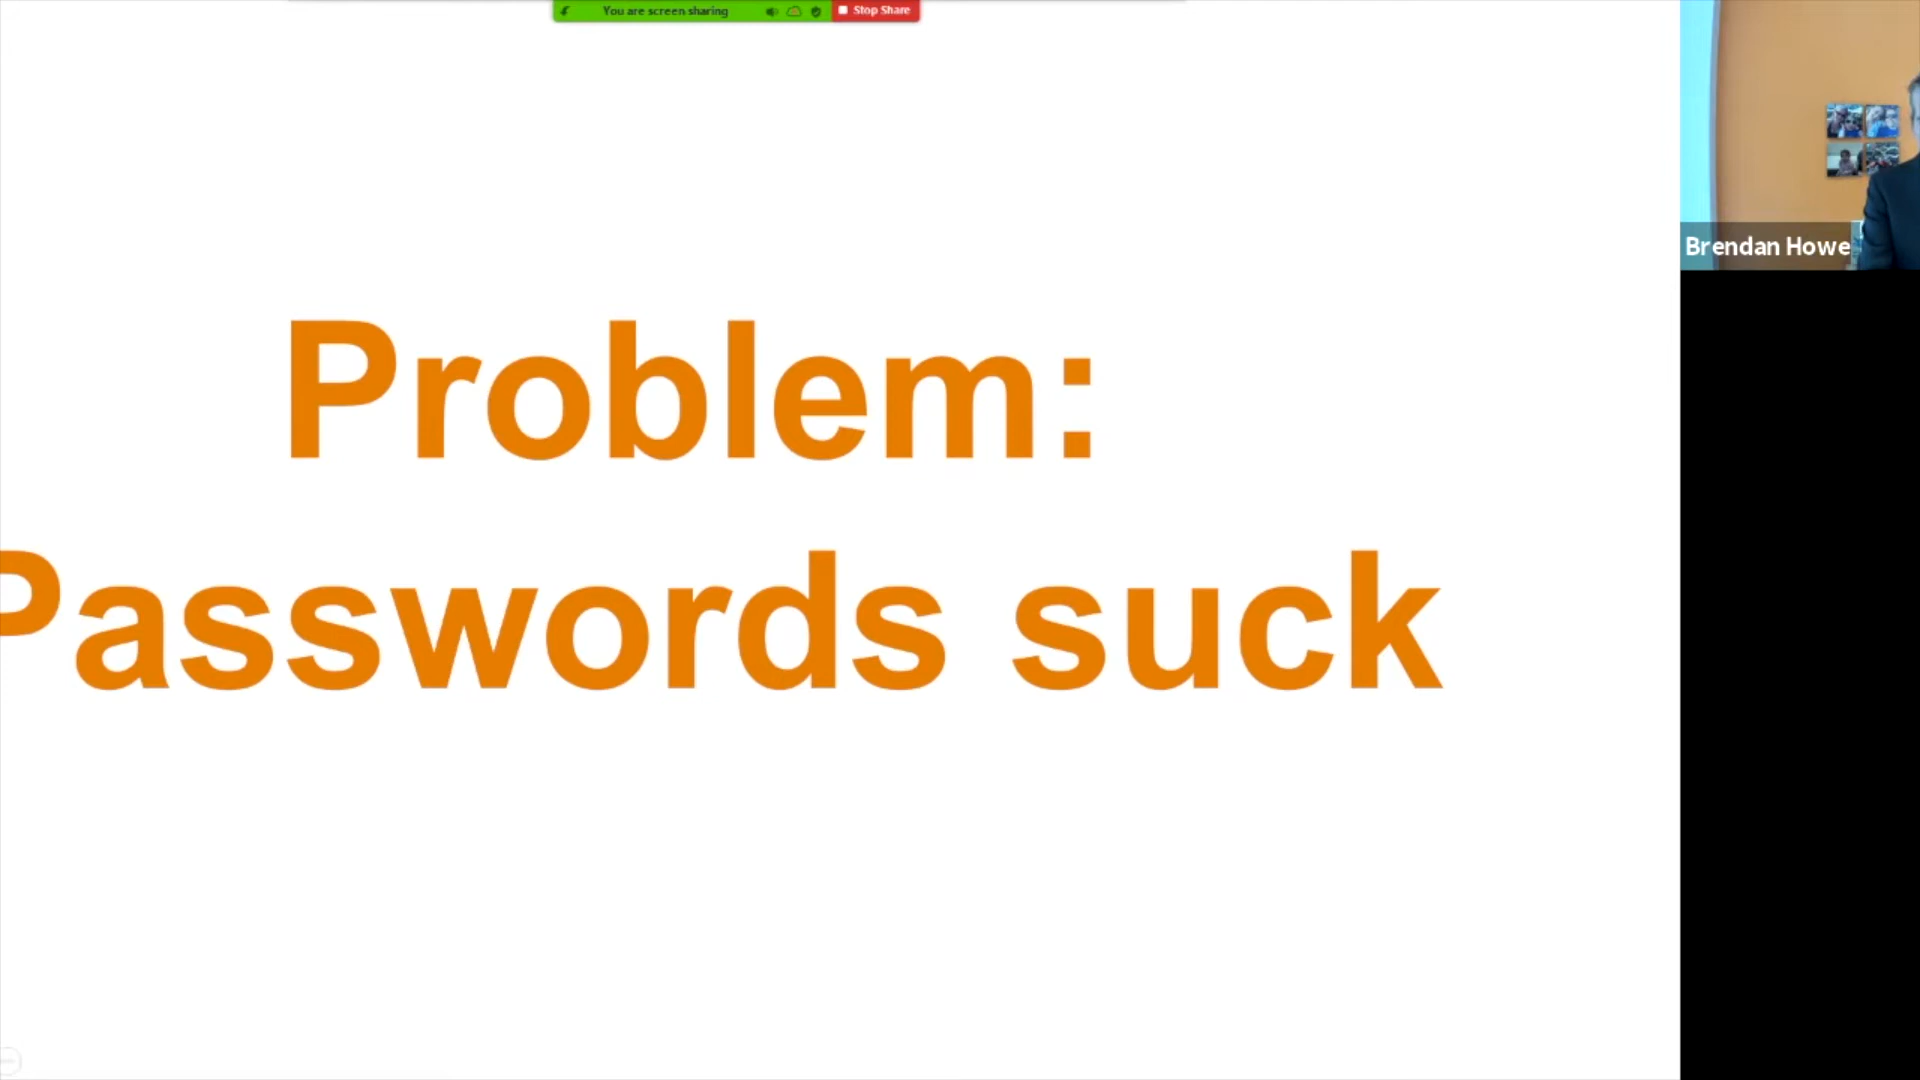 You are screen sharing
Stop Share
Brendan Howe
Problem:
Passwords suck